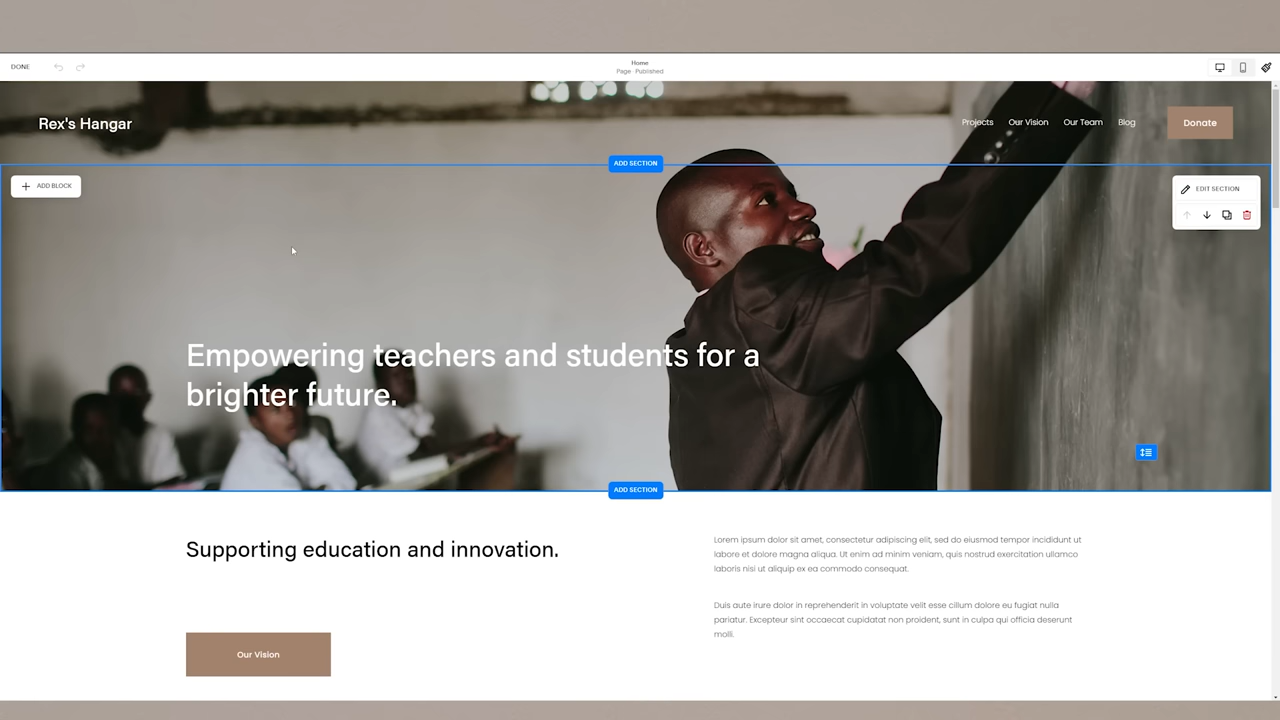 DONE
Home
Page · Published
Rex's Hangar
Projects Our Vision Our Team Blog Donate
ADD SECTION
ADD BLOCK
EDIT SECTION
Empowering teachers and students for a
brighter future.
ADD SECTION
Supporting education and innovation.
Our Vision
Lorem ipsum dolor sit amet, consectetur adipiscing elit, sed do eiusmod tempor incididunt ut
labore et dolore magna aliqua. Ut enim ad minim veniam, quis nostrud exercitation ullamco
laboris nisi ut aliquip ex ea commodo consequat.
Duis aute irure dolor in reprehenderit in voluptate velit esse cillum dolore eu fugiat nulla
pariatur. Excepteur sint occaecat cupidatat non proident, sunt in culpa qui officia deserunt
molli.